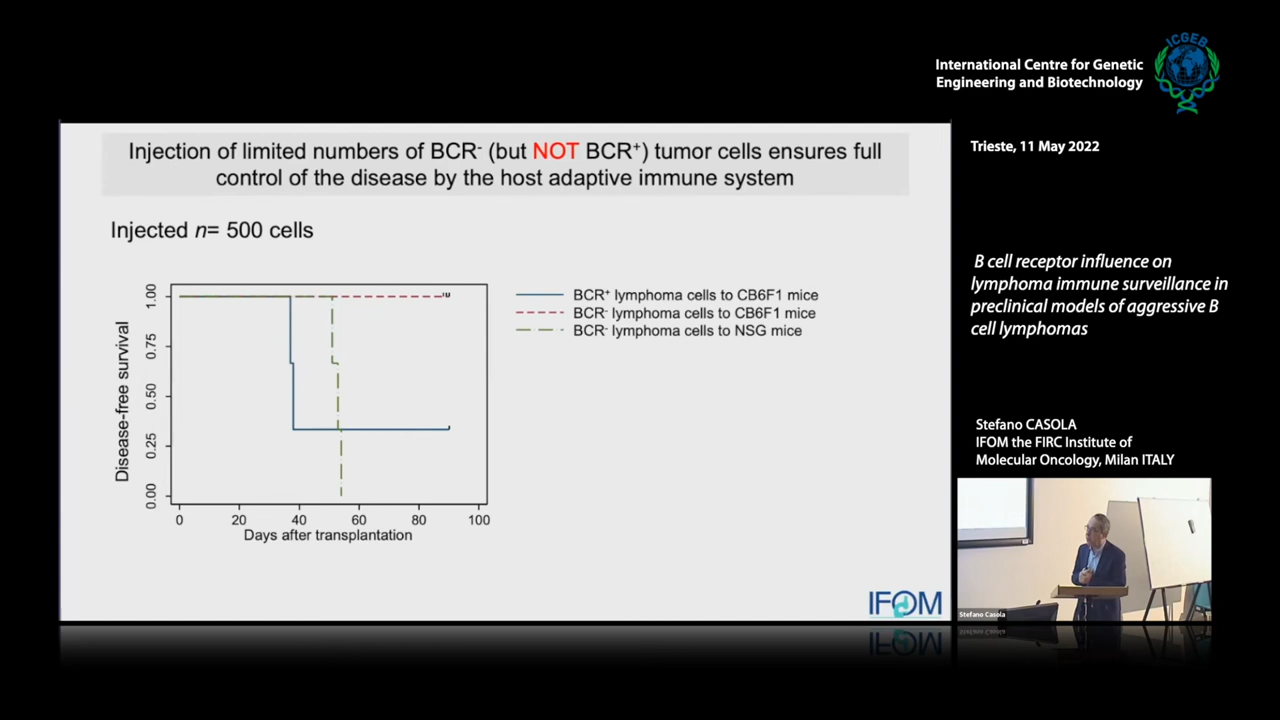 ICGEB
International Centre for Genetic
Engineering and Biotechnology
Trieste, 11 May 2022
Injection of limited numbers of BCR- (but NOT BCR+) tumor cells ensures full
control of the disease by the host adaptive immune system
Injected n= 500 cells
Disease-free survival
1.00
0.75
0.50
0.25
0.00
0
20
40
60
80
100
Days after transplantation
BCR+ lymphoma cells to CB6F1 mice
BCR- lymphoma cells to CB6F1 mice
BCR- lymphoma cells to NSG mice
IFOM
B cell receptor influence on
lymphoma immune surveillance in
preclinical models of aggressive B
cell lymphomas
Stefano CASOLA
IFOM the FIRC Institute of
Molecular Oncology, Milan ITALY
Stefano Casola